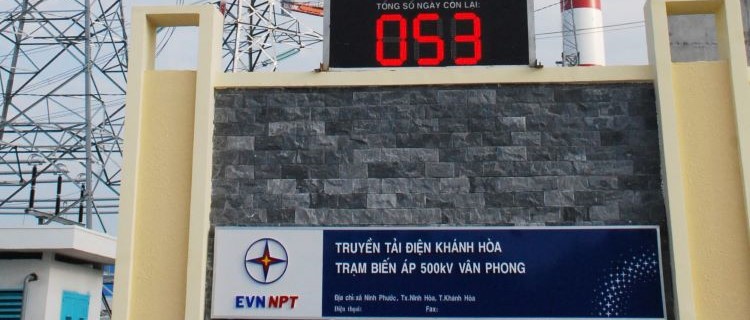 TỔNG SỐ NGÀY CÒN LẠI:
053
TRUYỀN TẢI ĐIỆN KHÁNH HÒA
TRẠM BIẾN ÁP 500kV VÂN PHONG
EVN NPT
Địa chỉ: xã Ninh Phước, Tx.Ninh Hòa, T.Khánh Hòa
Điện thoại: Fax: